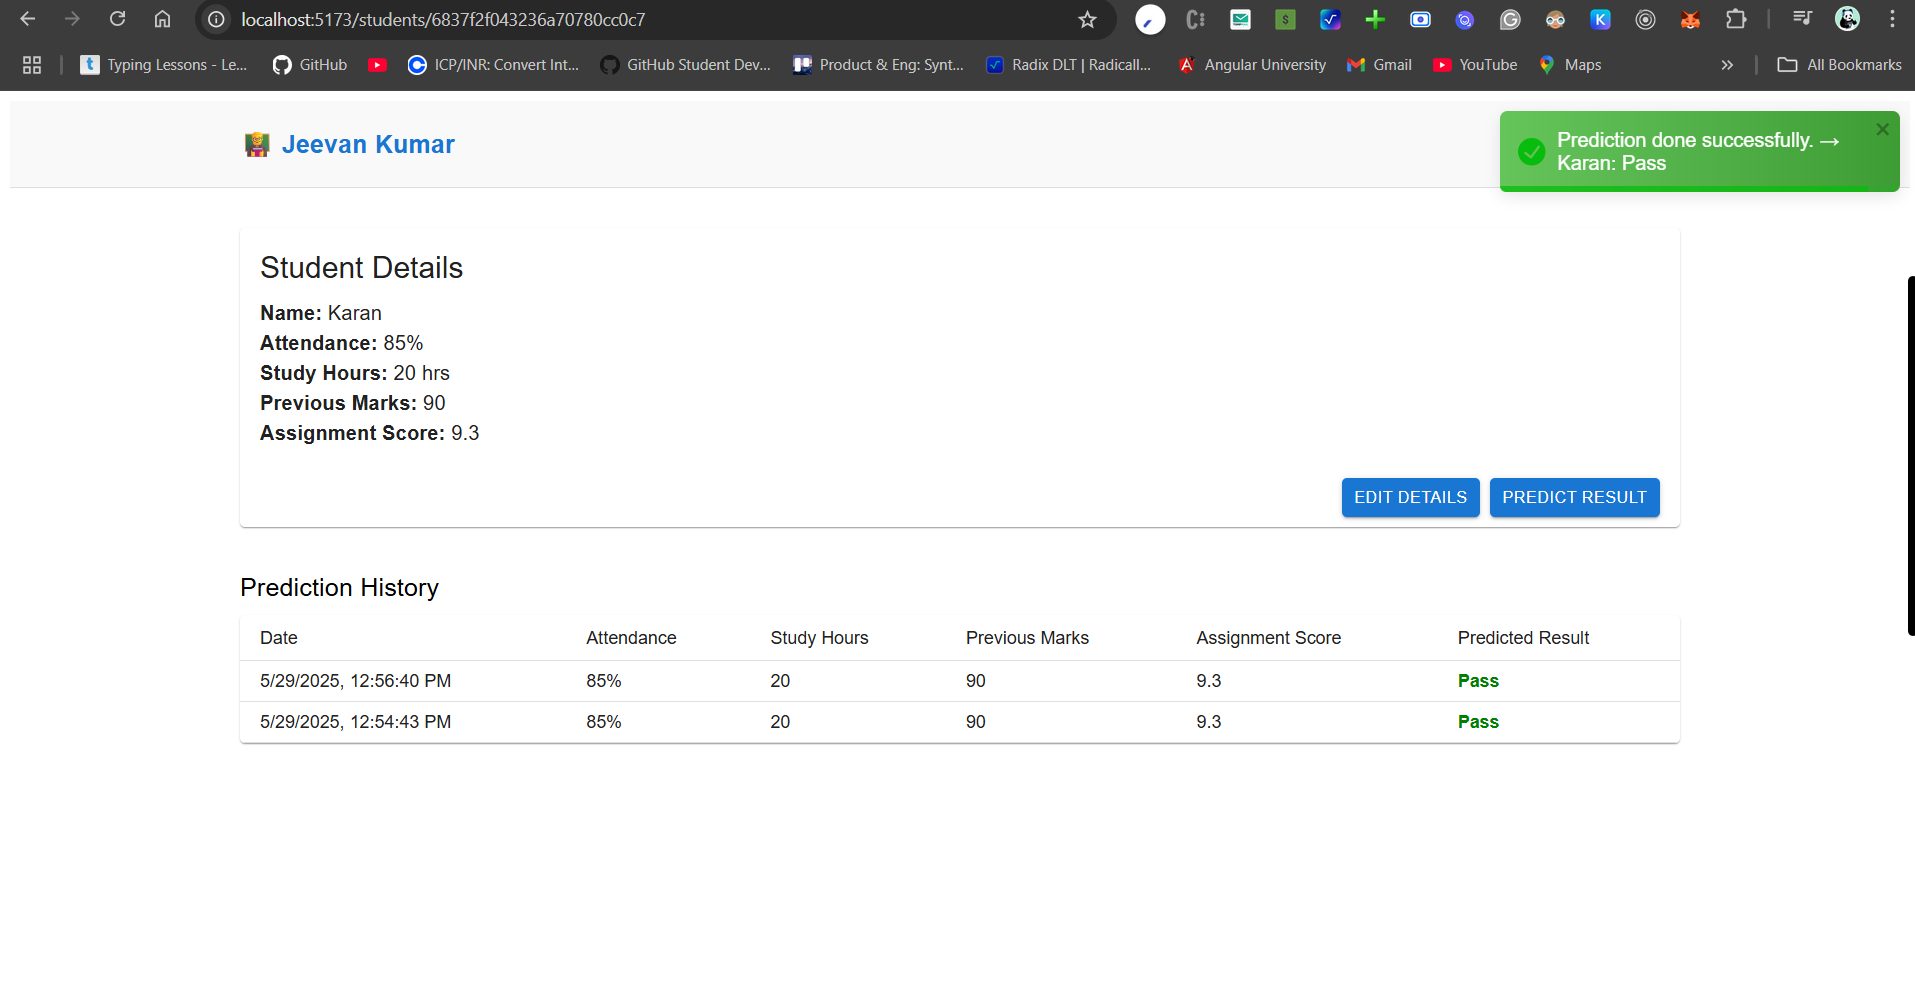 localhost:5173/students/6837f2f043236a70780cc0c7
Typing Lessons - Le... GitHub ICP/INR: Convert Int... GitHub Student Dev... Product & Eng: Synt... Radix DLT | Radicall... Angular University Gmail YouTube Maps » All Bookmarks
Jeevan Kumar
Prediction done successfully. →
Karan: Pass
Student Details
Name: Karan
Attendance: 85%
Study Hours: 20 hrs
Previous Marks: 90
Assignment Score: 9.3
EDIT DETAILS PREDICT RESULT
Prediction History
Date Attendance Study Hours Previous Marks Assignment Score Predicted Result
5/29/2025, 12:56:40 PM 85% 20 90 9.3 Pass
5/29/2025, 12:54:43 PM 85% 20 90 9.3 Pass